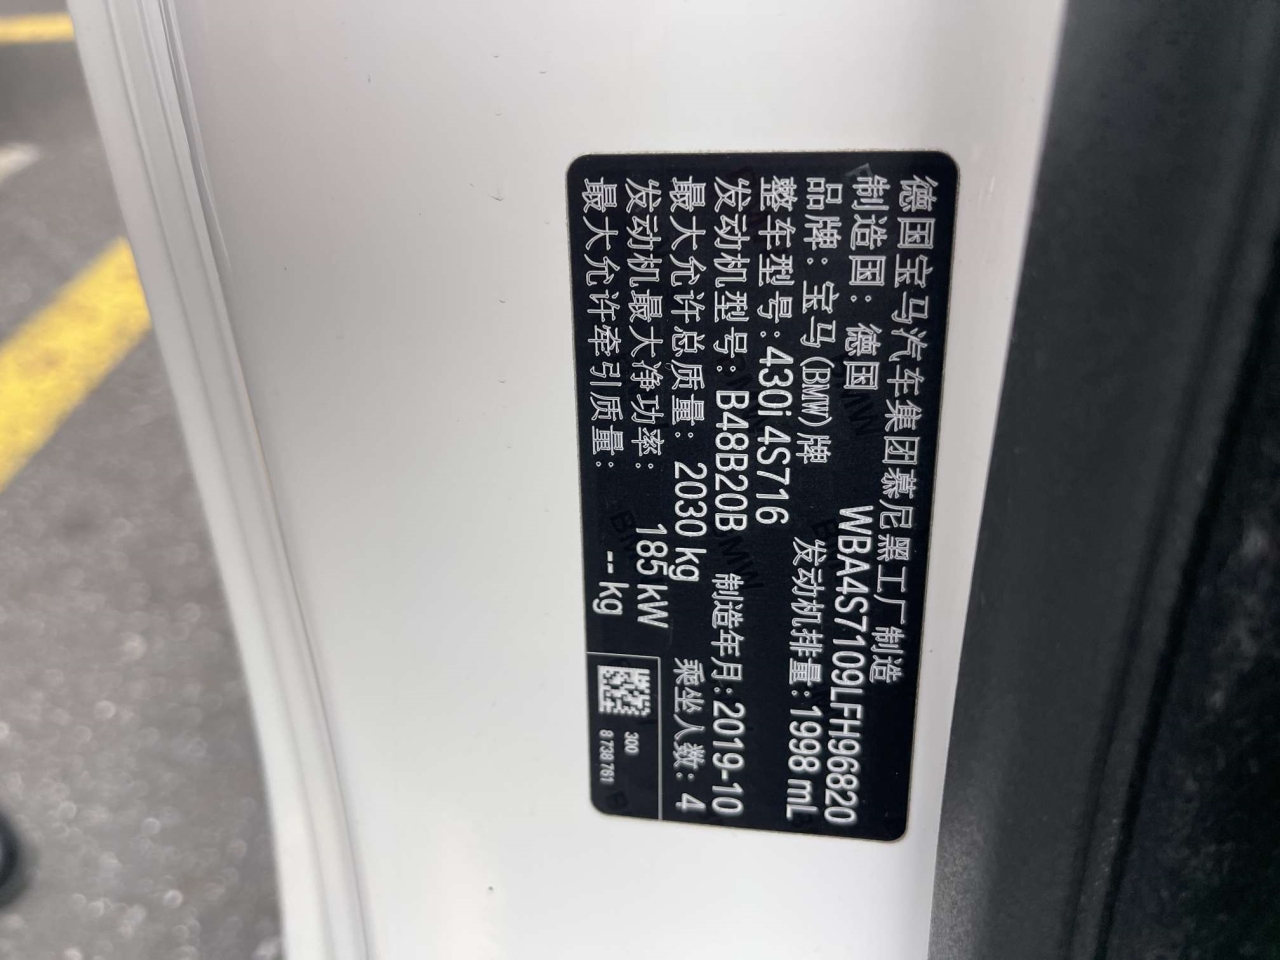 德国宝马汽车集团慕尼黑工厂制造
制造国：德国 WBA4S7109LFH96820
品牌：宝马(BMW)牌 发动机排量：1998 mL
整车型号：430i 4S716
发动机型号：B48B20B 制造年月：2019-10
最大允许总质量：2030 kg 乘坐人数：4
发动机最大净功率：185 kW
最大允许牵引质量：-- kg
300
8 738 761